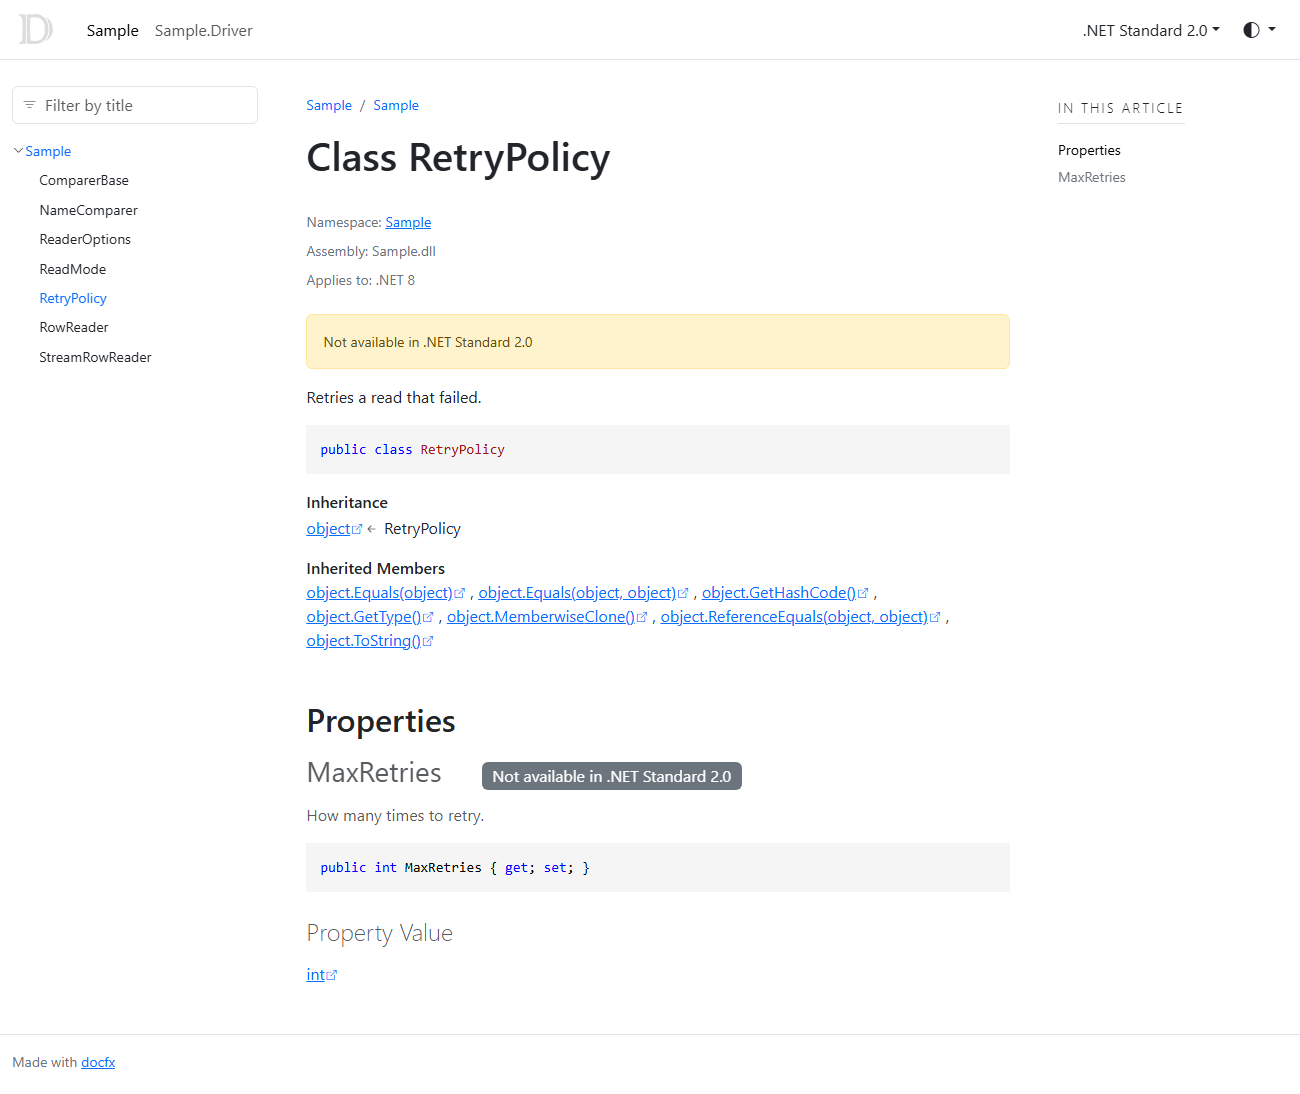 D
Sample
Sample.Driver
.NET Standard 2.0
Filter by title
Sample
ComparerBase
NameComparer
ReaderOptions
ReadMode
RetryPolicy
RowReader
StreamRowReader
Sample / Sample
Class RetryPolicy
Namespace: Sample
Assembly: Sample.dll
Applies to: .NET 8
Not available in .NET Standard 2.0
Retries a read that failed.
public class RetryPolicy
Inheritance
object ← RetryPolicy
Inherited Members
object.Equals(object) , object.Equals(object, object) , object.GetHashCode() ,
object.GetType() , object.MemberwiseClone() , object.ReferenceEquals(object, object) ,
object.ToString()
Properties
MaxRetries Not available in .NET Standard 2.0
How many times to retry.
public int MaxRetries { get; set; }
Property Value
int
IN THIS ARTICLE
Properties
MaxRetries
Made with docfx